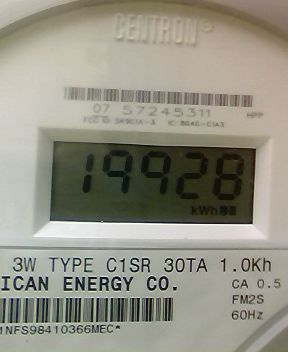 CENTRON®
07 57245311 HPP
19928
kWh
3W TYPE C1SR 30TA 1.0Kh
ICAN ENERGY CO.
CA 0.5
FM2S
60Hz
1NFS98410366MEC*